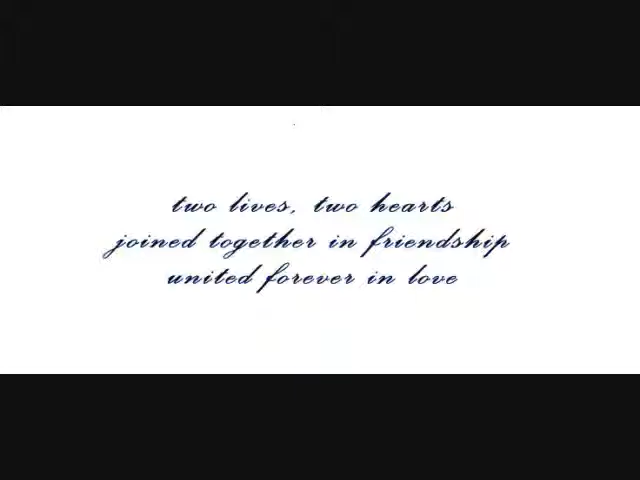 two lives, two hearts
joined together in friendship
united forever in love